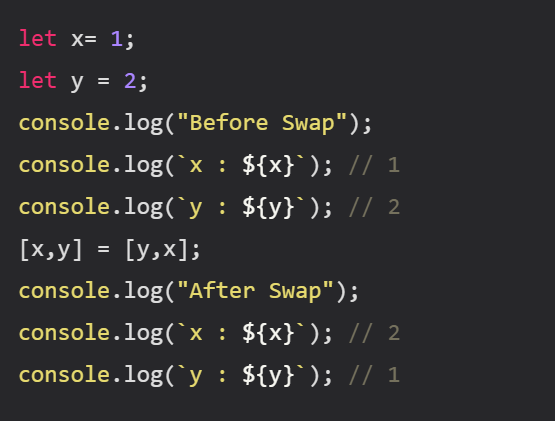 let x= 1;
let y = 2;
console.log("Before Swap");
console.log(`x : ${x}`); // 1
console.log(`y : ${y}`); // 2
[x,y] = [y,x];
console.log("After Swap");
console.log(`x : ${x}`); // 2
console.log(`y : ${y}`); // 1